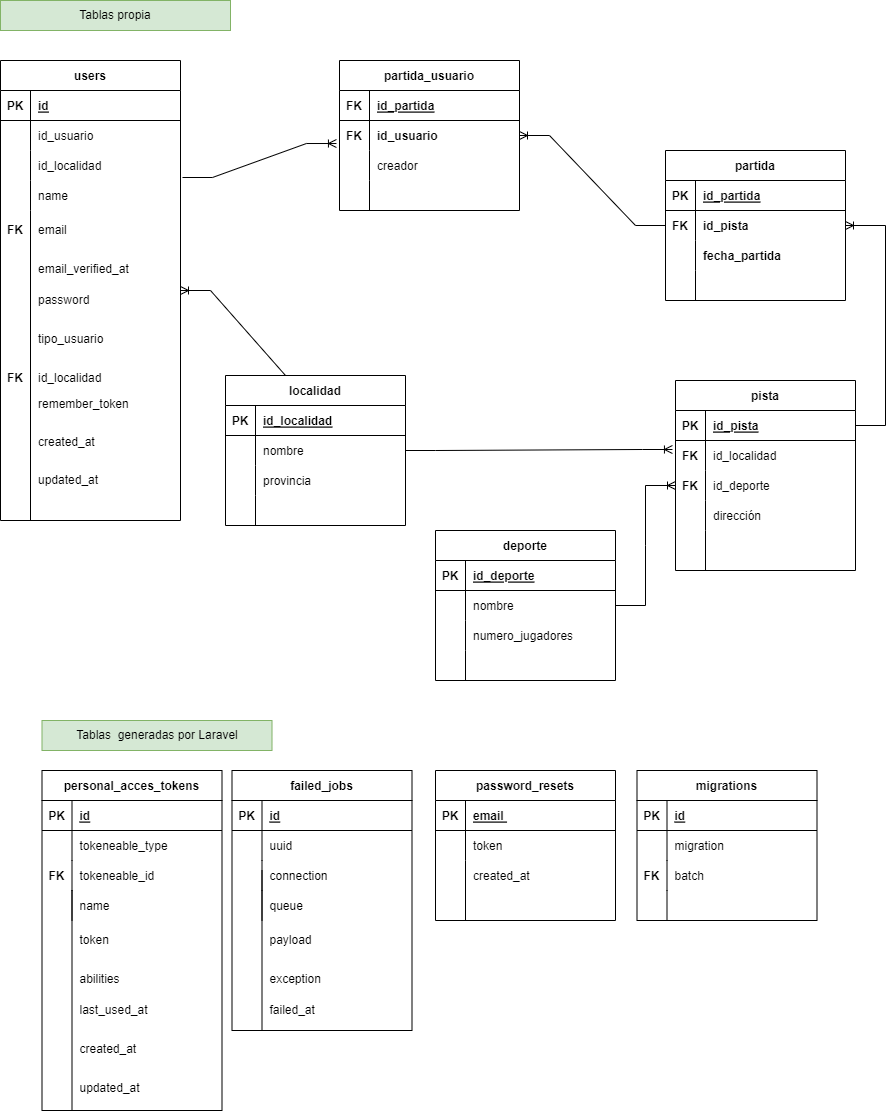 Tablas propia
users
PK id
id_usuario
id_localidad
name
FK email
email_verified_at
password
tipo_usuario
FK id_localidad
remember_token
created_at
updated_at
partida_usuario
FK id_partida
FK id_usuario
creador
partida
PK id_partida
FK id_pista
fecha_partida
localidad
PK id_localidad
nombre
provincia
pista
PK id_pista
FK id_localidad
FK id_deporte
dirección
deporte
PK id_deporte
nombre
numero_jugadores
Tablas generadas por Laravel
personal_acces_tokens
PK id
tokeneable_type
FK tokeneable_id
name
token
abilities
last_used_at
created_at
updated_at
failed_jobs
PK id
uuid
connection
queue
payload
exception
failed_at
password_resets
PK email
token
created_at
migrations
PK id
migration
FK batch